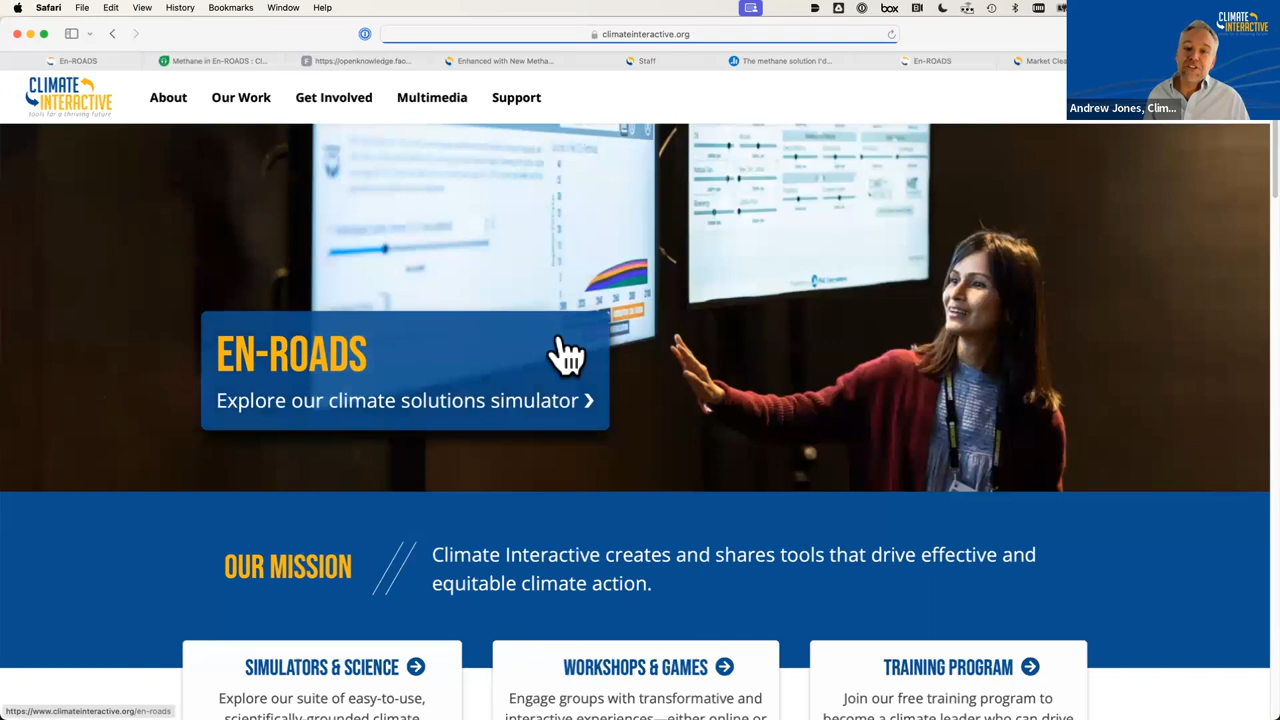 Safari File Edit View History Bookmarks Window Help
box
climateinteractive.org
En-ROADS
Methane in En-ROADS : Cl...
https://openknowledge.fao...
Enhanced with New Metha...
Staff
The methane solution I'd...
En-ROADS
Market Clea
CLIMATE
INTERACTIVE
Andrew Jones, Clim...
CLIMATE
INTERACTIVE
tools for a thriving future
About
Our Work
Get Involved
Multimedia
Support
EN-ROADS
Explore our climate solutions simulator ❯
OUR MISSION
Climate Interactive creates and shares tools that drive effective and
equitable climate action.
SIMULATORS & SCIENCE
Explore our suite of easy-to-use,
scientifically-grounded climate
WORKSHOPS & GAMES
Engage groups with transformative and
interactive experiences—either online or
TRAINING PROGRAM
Join our free training program to
become a climate leader who can drive
https://www.climateinteractive.org/en-roads